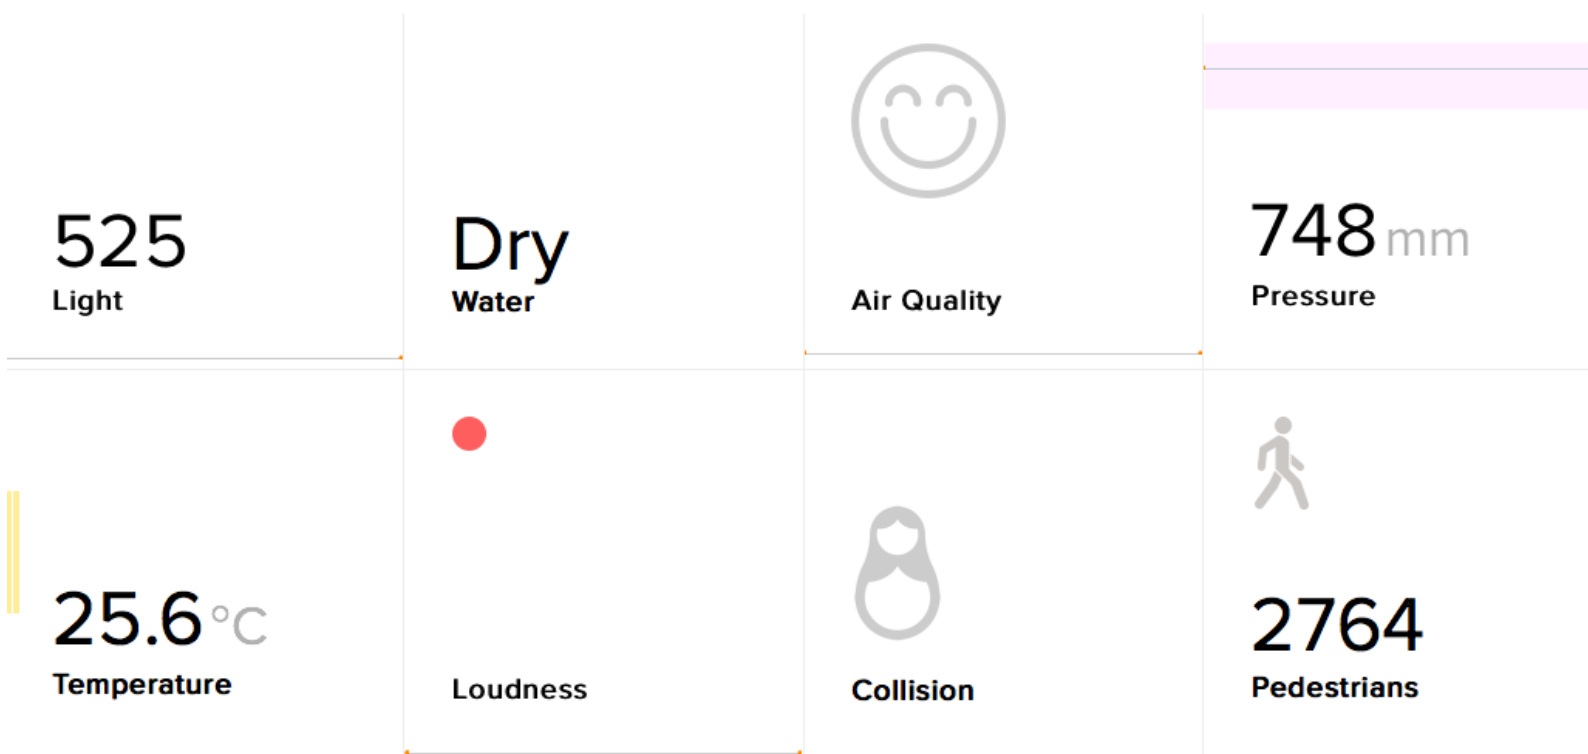 525
Light
Dry
Water
Air Quality
748 mm
Pressure
25.6 °C
Temperature
Loudness
Collision
2764
Pedestrians